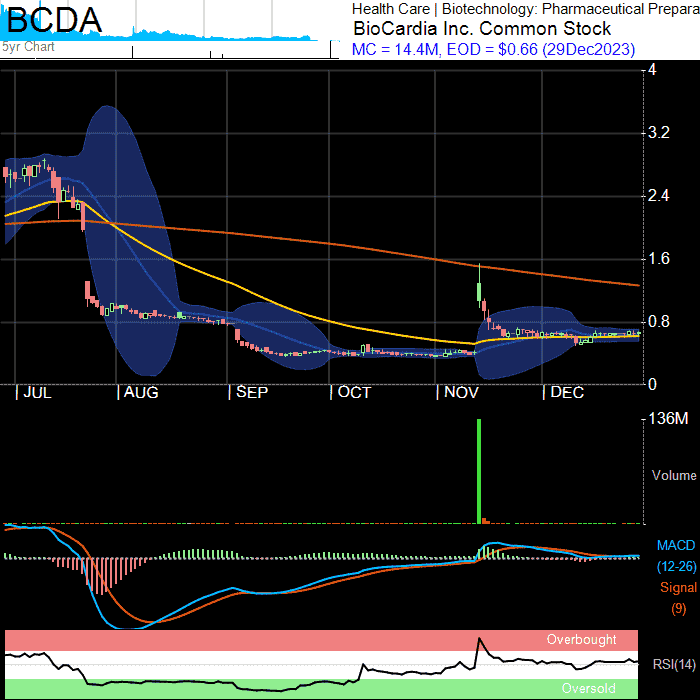 BCDA
5yr Chart
Health Care | Biotechnology: Pharmaceutical Prepara
BioCardia Inc. Common Stock
MC = 14.4M, EOD = $0.66 (29Dec2023)
4
3.2
2.4
1.6
0.8
0
JUL AUG SEP OCT NOV DEC
136M
Volume
MACD
(12-26)
Signal
(9)
Overbought
RSI(14)
Oversold